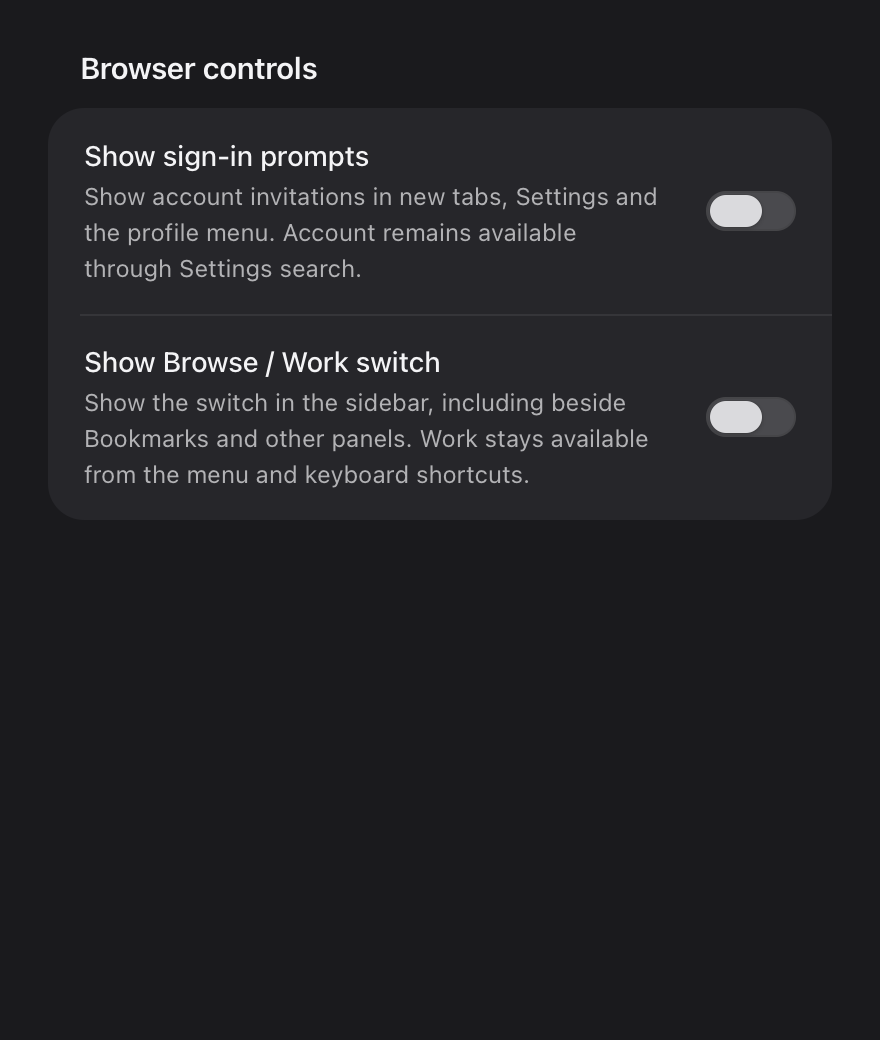 Browser controls
Show sign-in prompts
Show account invitations in new tabs, Settings and
the profile menu. Account remains available
through Settings search.
Show Browse / Work switch
Show the switch in the sidebar, including beside
Bookmarks and other panels. Work stays available
from the menu and keyboard shortcuts.